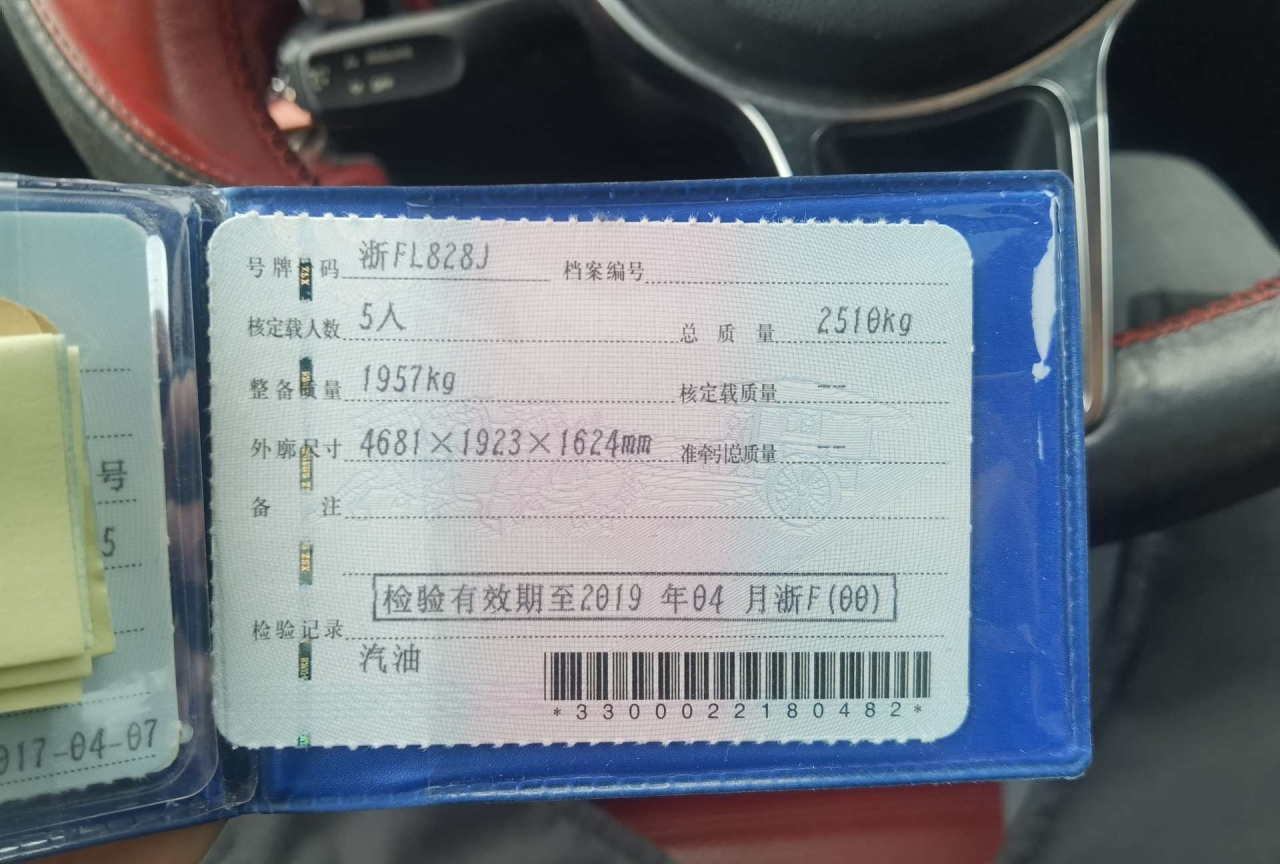 号牌号码 浙FL828J 档案编号
核定载人数 5人 总质量 2510kg
整备质量 1957kg 核定载质量 --
外廓尺寸 4681×1923×1624mm 准牵引总质量 --
备注
检验有效期至2019 年04 月浙F(00)
检验记录
汽油
*3300022180482*
号
5
017-04-07